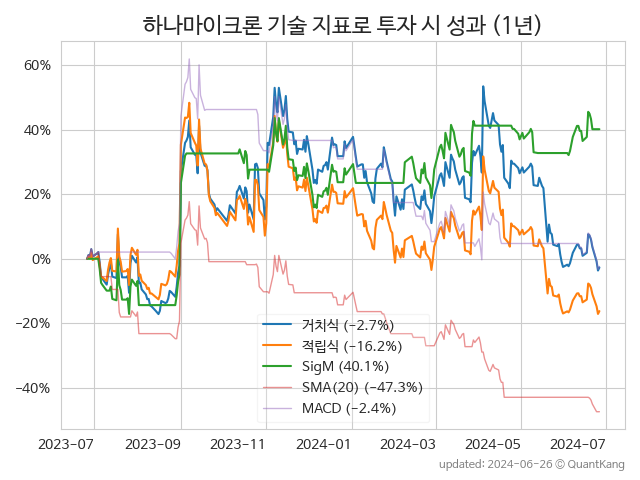 하나마이크론 기술 지표로 투자 시 성과 (1년)
60%
40%
20%
0%
−20%
−40%
거치식 (−2.7%)
적립식 (−16.2%)
SigM (40.1%)
SMA(20) (−47.3%)
MACD (−2.4%)
2023−07 2023−09 2023−11 2024−01 2024−03 2024−05 2024−07
updated: 2024−06−26 ⓒ QuantKang